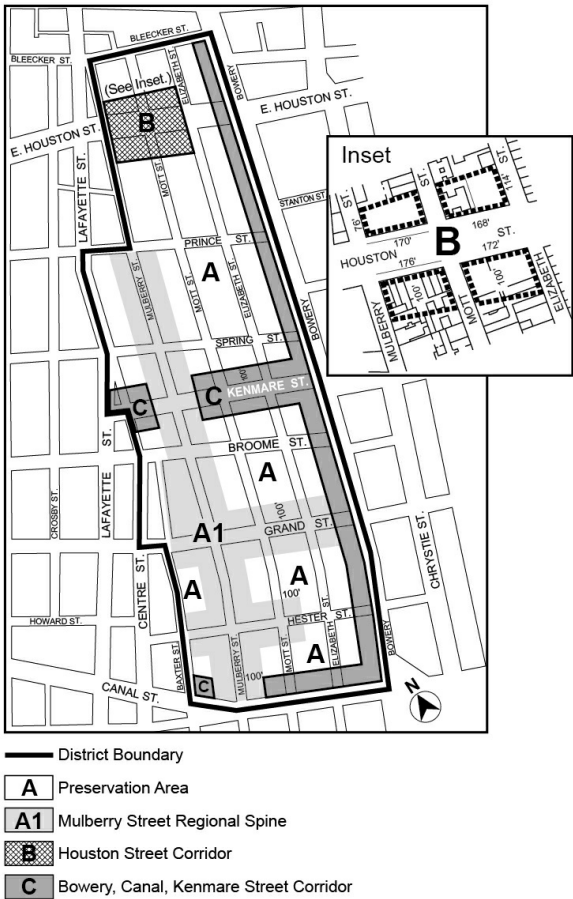 BLEECKER ST.
BLEECKER ST.
(See Inset.)
ELIZABETH ST.
BOWERY
E. HOUSTON ST.
E. HOUSTON ST.
B
LAFAYETTE ST.
MOTT ST.
STANTON ST.
PRINCE ST.
MULBERRY ST.
MOTT ST.
A
ELIZABETH ST.
BOWERY
SPRING ST.
100'
C
C
KENMARE ST.
BROOME ST.
A
CROSBY ST.
LAFAYETTE ST.
100'
A1
GRAND ST.
CENTRE ST.
CHRYSTIE ST.
A
A
100'
HOWARD ST.
HESTER ST.
BAXTER ST.
MULBERRY ST.
MOTT ST.
A
ELIZABETH ST.
BOWERY
C
100'
CANAL ST.
N
Inset
ST.
ST.
114'
76'
170'
B
168'
ST.
HOUSTON
172'
176'
100'
100'
MULBERRY
MOTT
ELIZABETH
District Boundary
A Preservation Area
A1 Mulberry Street Regional Spine
B Houston Street Corridor
C Bowery, Canal, Kenmare Street Corridor